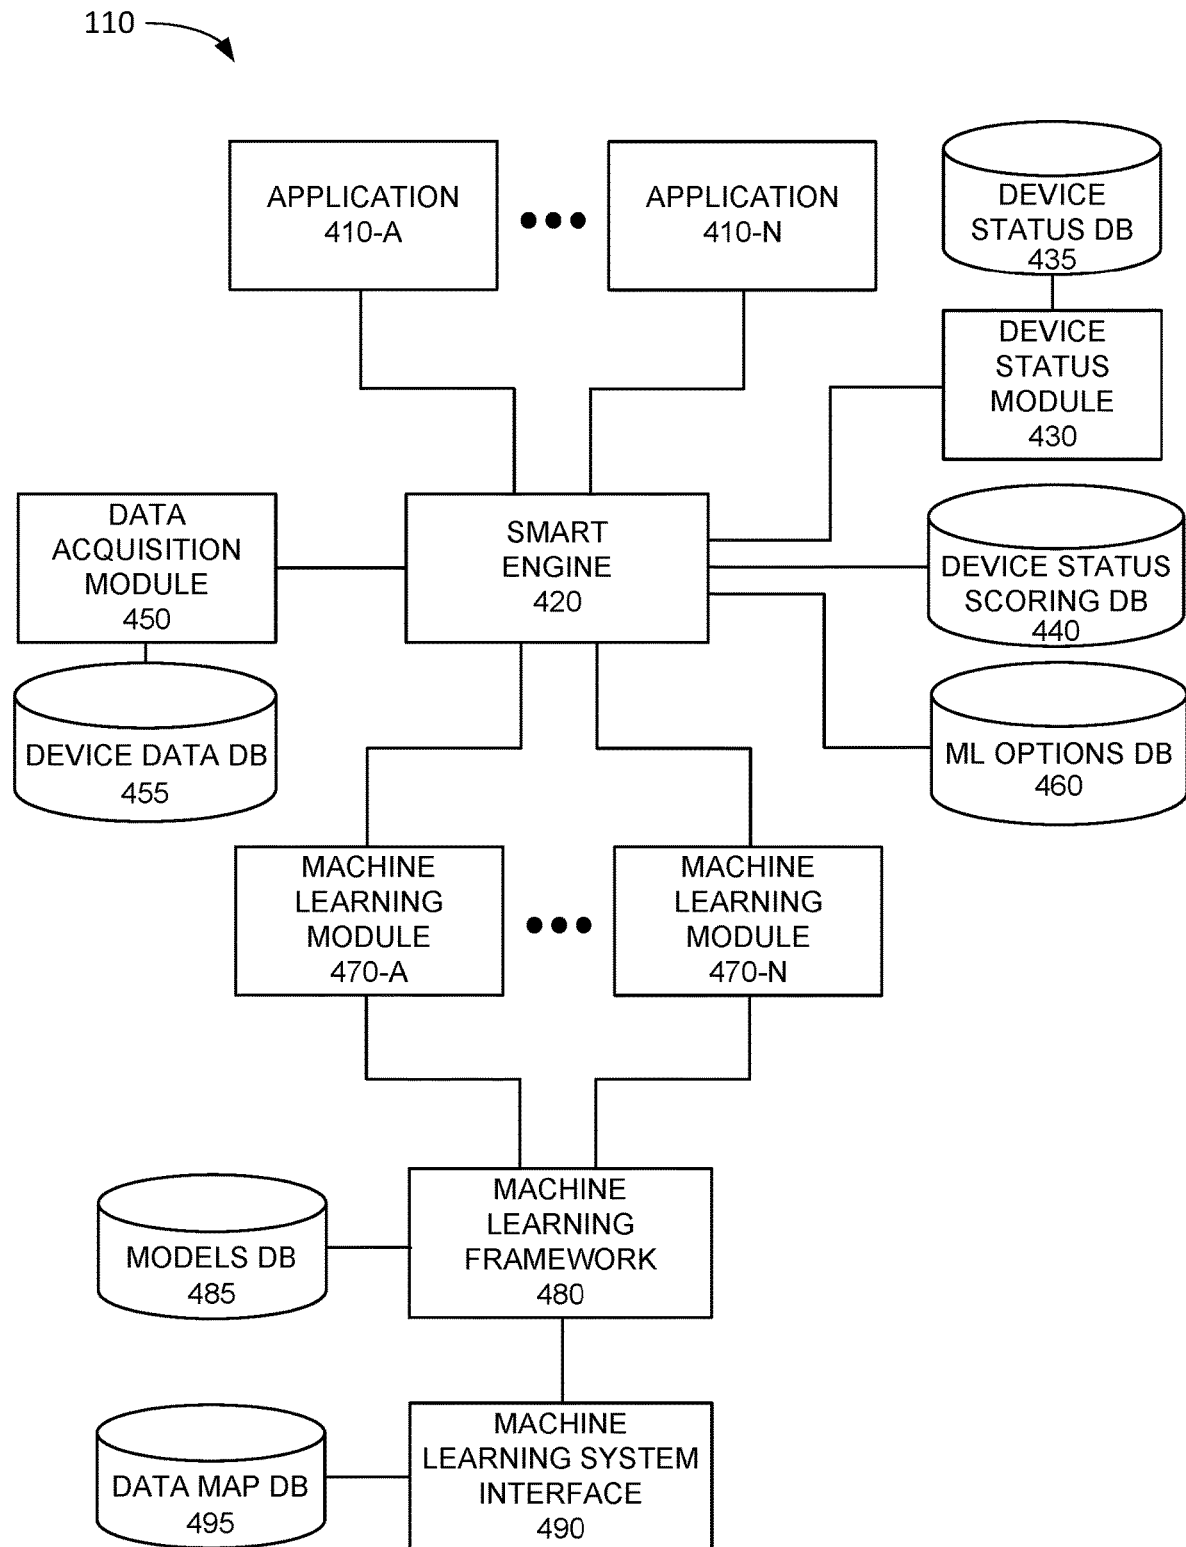 110
APPLICATION
410-A
APPLICATION
410-N
DEVICE
STATUS DB
435
DEVICE
STATUS
MODULE
430
DATA
ACQUISITION
MODULE
450
SMART
ENGINE
420
DEVICE STATUS
SCORING DB
440
DEVICE DATA DB
455
ML OPTIONS DB
460
MACHINE
LEARNING
MODULE
470-A
MACHINE
LEARNING
MODULE
470-N
MODELS DB
485
MACHINE
LEARNING
FRAMEWORK
480
DATA MAP DB
495
MACHINE
LEARNING SYSTEM
INTERFACE
490